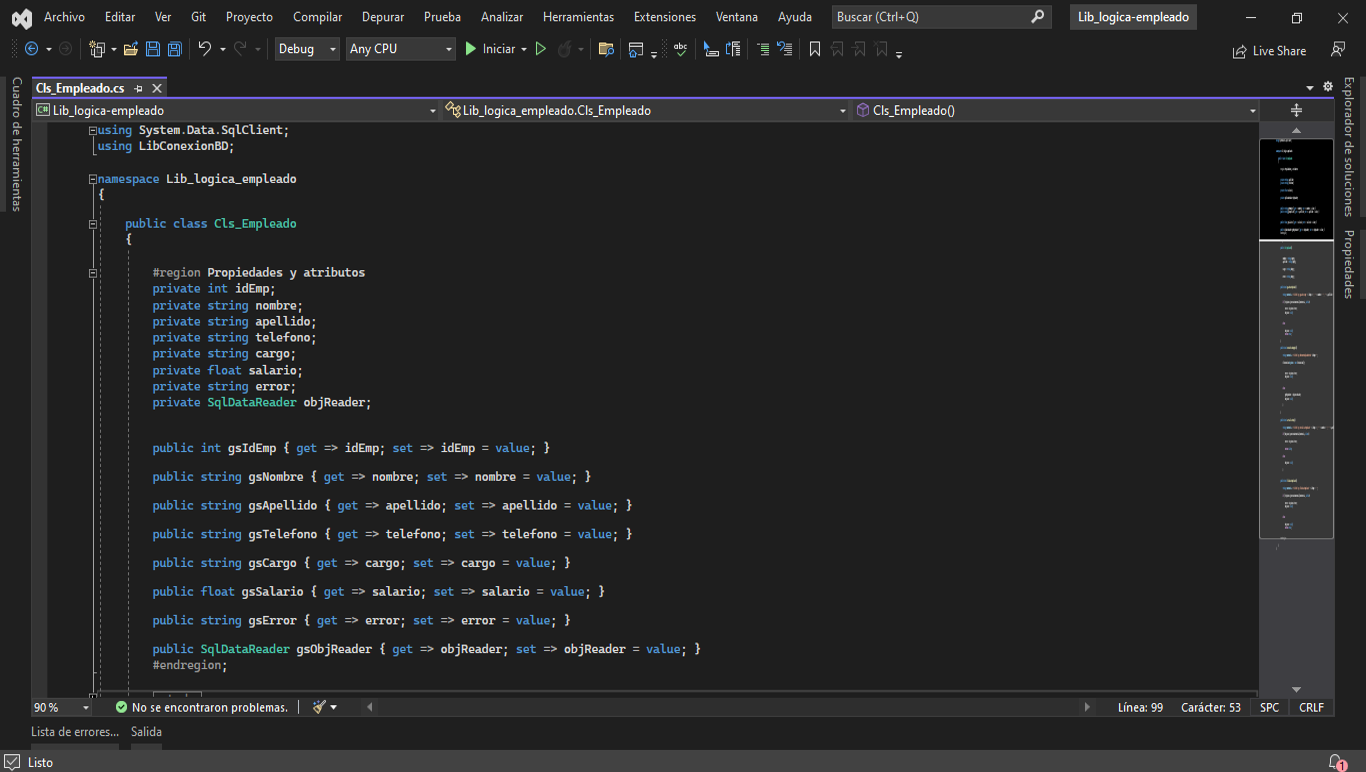 Archivo Editar Ver Git Proyecto Compilar Depurar Prueba Analizar Herramientas Extensiones Ventana Ayuda Buscar (Ctrl+Q) Lib_logica-empleado
Debug Any CPU Iniciar Live Share
Cls_Empleado.cs
Lib_logica-empleado Lib_logica_empleado.Cls_Empleado Cls_Empleado()
Cuadro de herramientas
Explorador de soluciones
Propiedades
using System.Data.SqlClient;
using LibConexionBD;
namespace Lib_logica_empleado
{
public class Cls_Empleado
{
#region Propiedades y atributos
private int idEmp;
private string nombre;
private string apellido;
private string telefono;
private string cargo;
private float salario;
private string error;
private SqlDataReader objReader;
public int gsIdEmp { get => idEmp; set => idEmp = value; }
public string gsNombre { get => nombre; set => nombre = value; }
public string gsApellido { get => apellido; set => apellido = value; }
public string gsTelefono { get => telefono; set => telefono = value; }
public string gsCargo { get => cargo; set => cargo = value; }
public float gsSalario { get => salario; set => salario = value; }
public string gsError { get => error; set => error = value; }
public SqlDataReader gsObjReader { get => objReader; set => objReader = value; }
#endregion;
90 % No se encontraron problemas. Línea: 99 Carácter: 53 SPC CRLF
Lista de errores... Salida
Listo 1